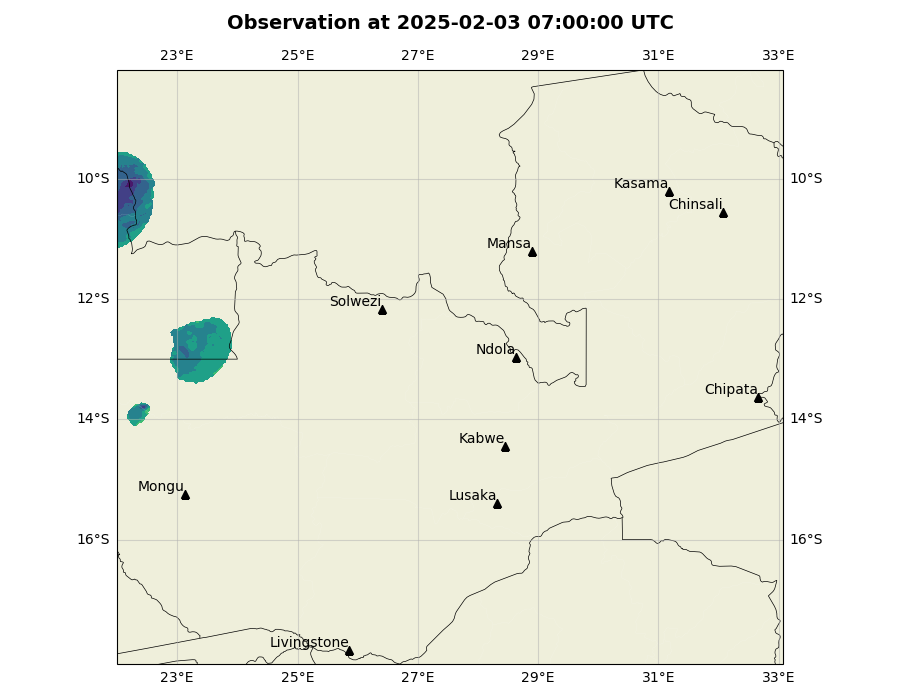 Observation at 2025-02-03 07:00:00 UTC
23°E 25°E 27°E 29°E 31°E 33°E
10°S 10°S
Kasama
Chinsali
Mansa
12°S 12°S
Solwezi
Ndola
Chipata
14°S 14°S
Kabwe
Mongu
Lusaka
16°S 16°S
Livingstone
23°E 25°E 27°E 29°E 31°E 33°E